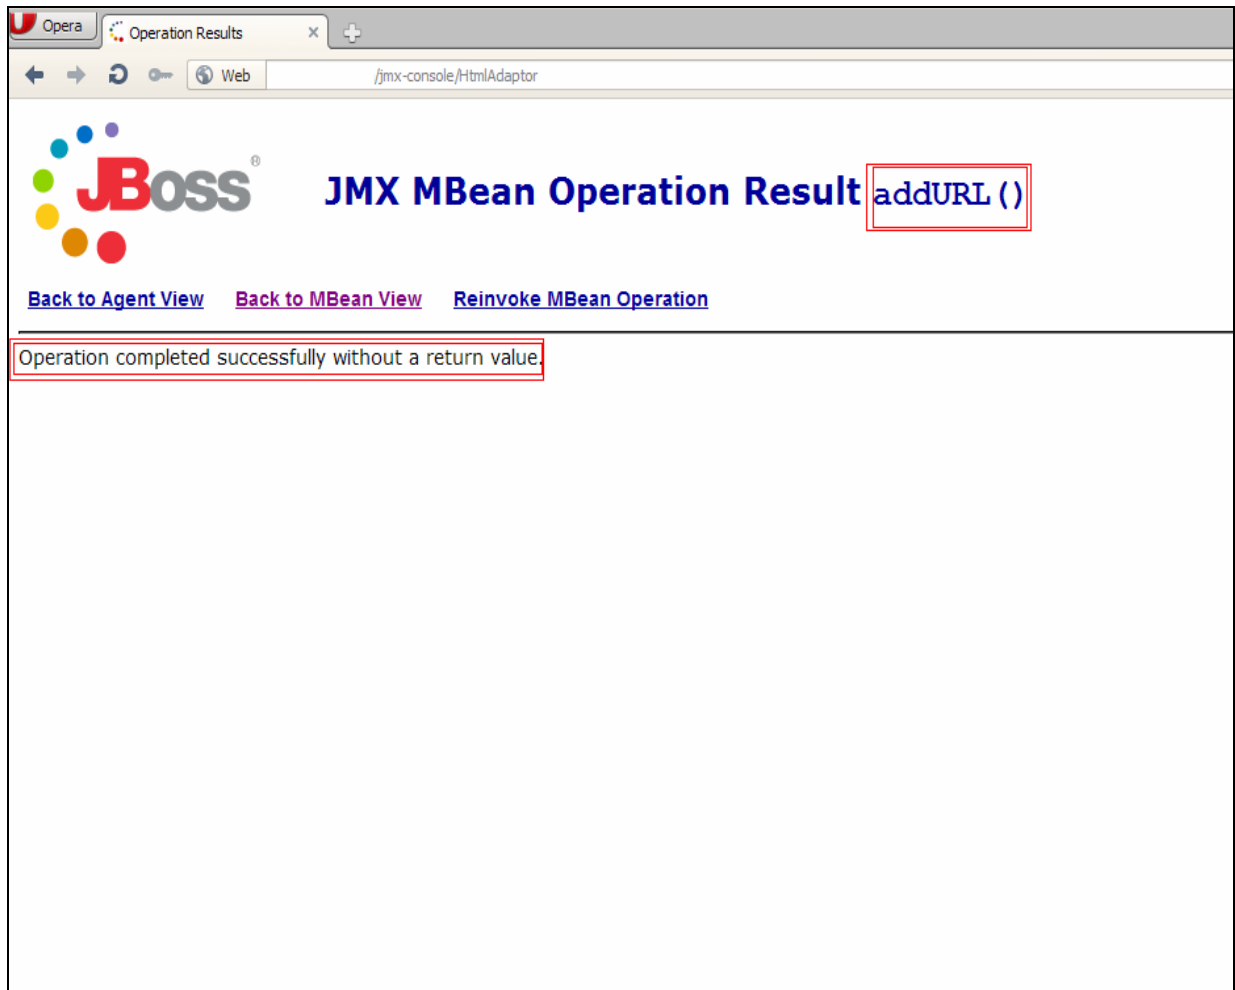 Opera
Operation Results
Web
/jmx-console/HtmlAdaptor
JBoss®
JMX MBean Operation Result addURL()
Back to Agent View Back to MBean View Reinvoke MBean Operation
Operation completed successfully without a return value.